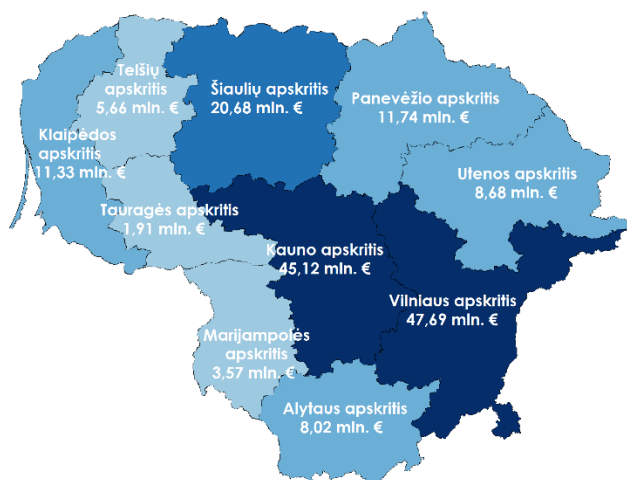 Telšių
apskritis
5,66 mln. €
Šiaulių apskritis
20,68 mln. €
Panevėžio apskritis
11,74 mln. €
Klaipėdos
apskritis
11,33 mln. €
Utenos apskritis
8,68 mln. €
Tauragės apskritis
1,91 mln. €
Kauno apskritis
45,12 mln. €
Vilniaus apskritis
47,69 mln. €
Marijampolės
apskritis
3,57 mln. €
Alytaus apskritis
8,02 mln. €